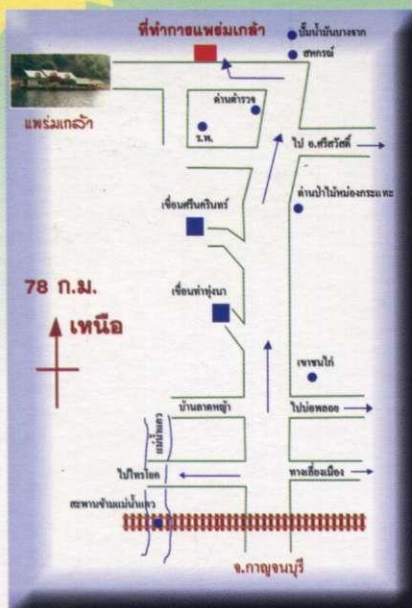 ที่ทำการแพร่มเกล้า
ปั๊มน้ำมันบางจาก
สหกรณ์
แพร่มเกล้า
ด่านตำรวจ
ร.พ.
ไป อ.ศรีสวัสดิ์
ด่านป่าไม้หม่องกระแทะ
เขื่อนศรีนครินทร์
78 ก.ม.
เหนือ
เขื่อนท่าทุ่งนา
เขาชนไก่
บ้านลาดหญ้า
ไปบ่อพลอย
แม่น้ำแคว
ไปไทรโยค
ทางเลี่ยงเมือง
สะพานข้ามแม่น้ำแคว
จ.กาญจนบุรี